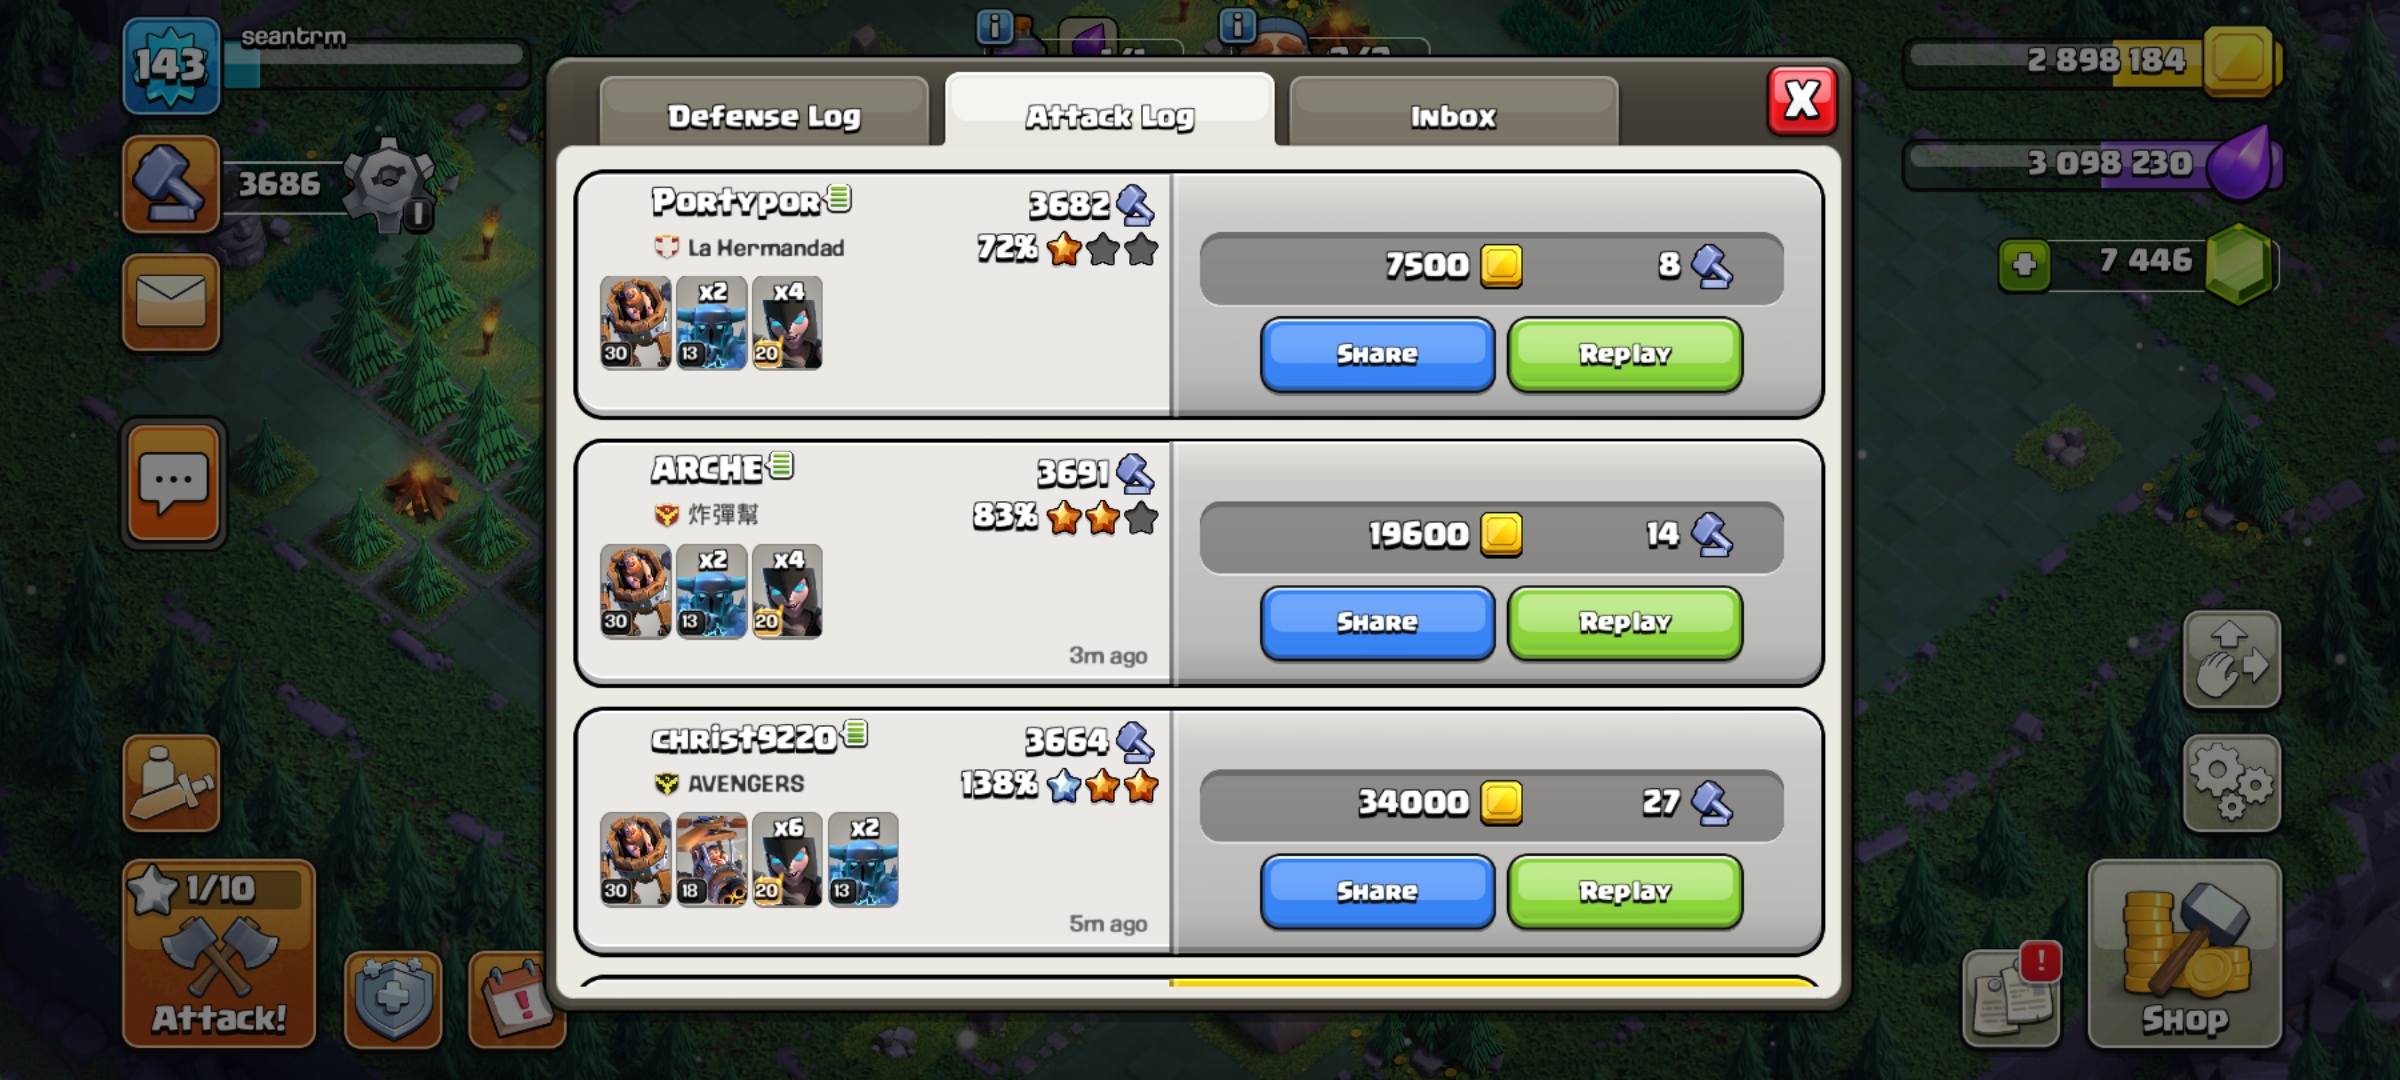 143
seantrm
3686
2 898 184
3 098 230
7 446
Defense Log
Attack Log
Inbox
X
Portypor
3682
La Hermandad
72%
30
x2
13
x4
20
7500
8
Share
Replay
ARCHE
3691
炸彈幫
83%
30
x2
13
x4
20
3m ago
19600
14
Share
Replay
christ9220
3664
AVENGERS
138%
30
18
x6
20
x2
13
5m ago
34000
27
Share
Replay
1/10
Attack!
Shop